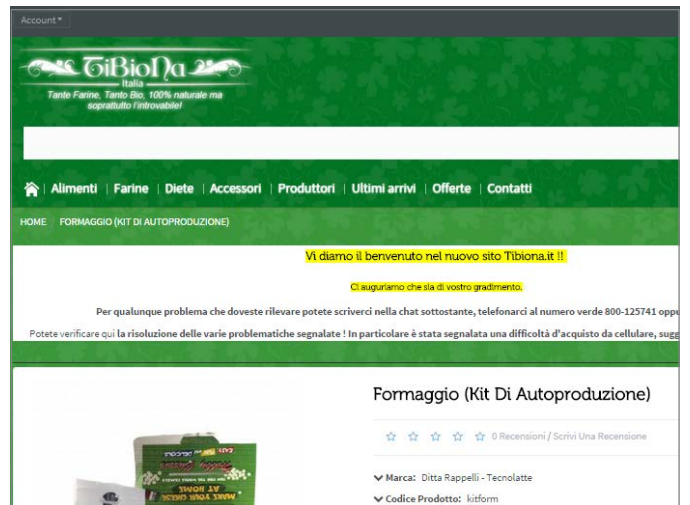 Account
TiBioNa
Italia
Tante Farine, Tanto Bio, 100% naturale ma
soprattutto l'introvabile!
Alimenti | Farine | Diete | Accessori | Produttori | Ultimi arrivi | Offerte | Contatti
HOME FORMAGGIO (KIT DI AUTOPRODUZIONE)
Vi diamo il benvenuto nel nuovo sito Tibiona.it !!
Ci auguriamo che sia di vostro gradimento.
Per qualunque problema che doveste rilevare potete scriverci nella chat sottostante, telefonarci al numero verde 800-125741 oppu
Potete verificare qui la risoluzione delle varie problematiche segnalate ! In particolare è stata segnalata una difficoltà d'acquisto da cellulare, sugg
Formaggio (Kit Di Autoproduzione)
0 Recensioni / Scrivi Una Recensione
Marca: Ditta Rappelli - Tecnolatte
Codice Prodotto: kitform
MAKE YOUR CHEESE
AT HOME